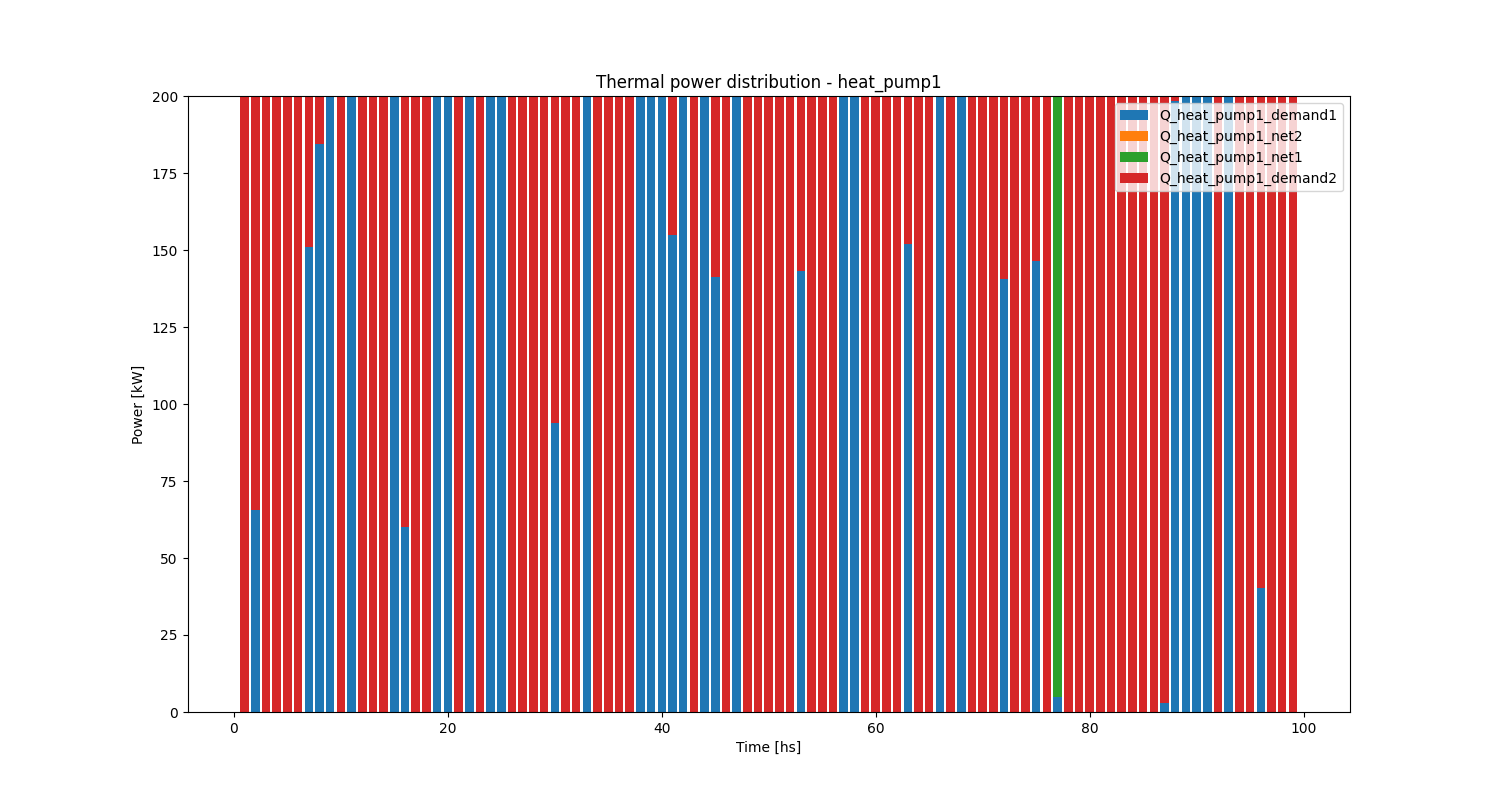 Thermal power distribution - heat_pump1
Q_heat_pump1_demand1
Q_heat_pump1_net2
Q_heat_pump1_net1
Q_heat_pump1_demand2
Power [kW]
200
175
150
125
100
75
50
25
0
0 20 40 60 80 100
Time [hs]